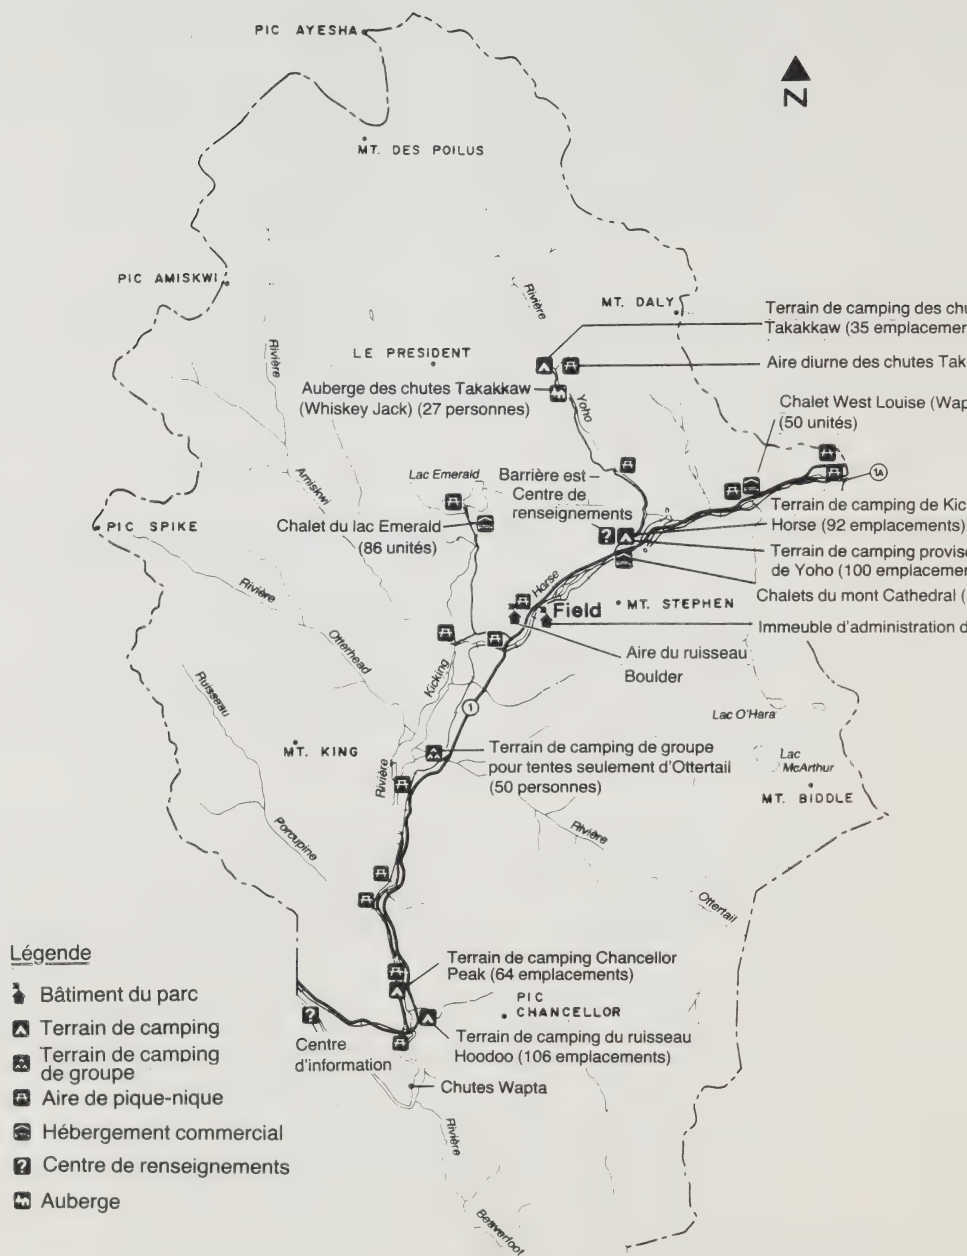 PIC AYESHA
N
MT. DES POILUS
PIC AMISKWI
Rivière
MT. DALY
Terrain de camping des
Takakkaw (35
Rivière
LE PRESIDENT
Aire diurne des chutes
Auberge des chutes Takakkaw
(Whiskey Jack) (27 personnes)
Yoho
Chalet West Louise
(50 unités)
1A
Lac Emerald
Barrière est –
Centre de
renseignements
Amiskwi
PIC SPIKE
Chalet du lac Emerald
(86 unités)
Terrain de camping de
Horse (92 emplacements)
Terrain de camping
de Yoho (100
Horse
Rivière
Chalets du mont Cathedral
Field
MT. STEPHEN
Immeuble d'administration
Otterhead
Aire du ruisseau
Boulder
Kicking
Ruisseau
1
Lac O'Hara
MT. KING
Terrain de camping de groupe
pour tentes seulement d'Ottertail
(50 personnes)
Lac
McArthur
Rivière
MT. BIDDLE
Porcupine
Rivière
Ottertail
Légende
Bâtiment du parc
Terrain de camping
Terrain de camping
de groupe
Aire de pique-nique
Hébergement commercial
? Centre de renseignements
Auberge
Terrain de camping Chancellor
Peak (64 emplacements)
PIC
CHANCELLOR
?
Centre
d'information
Terrain de camping du ruisseau
Hoodoo (106 emplacements)
Chutes Wapta
Rivière
Beaverfoot
?